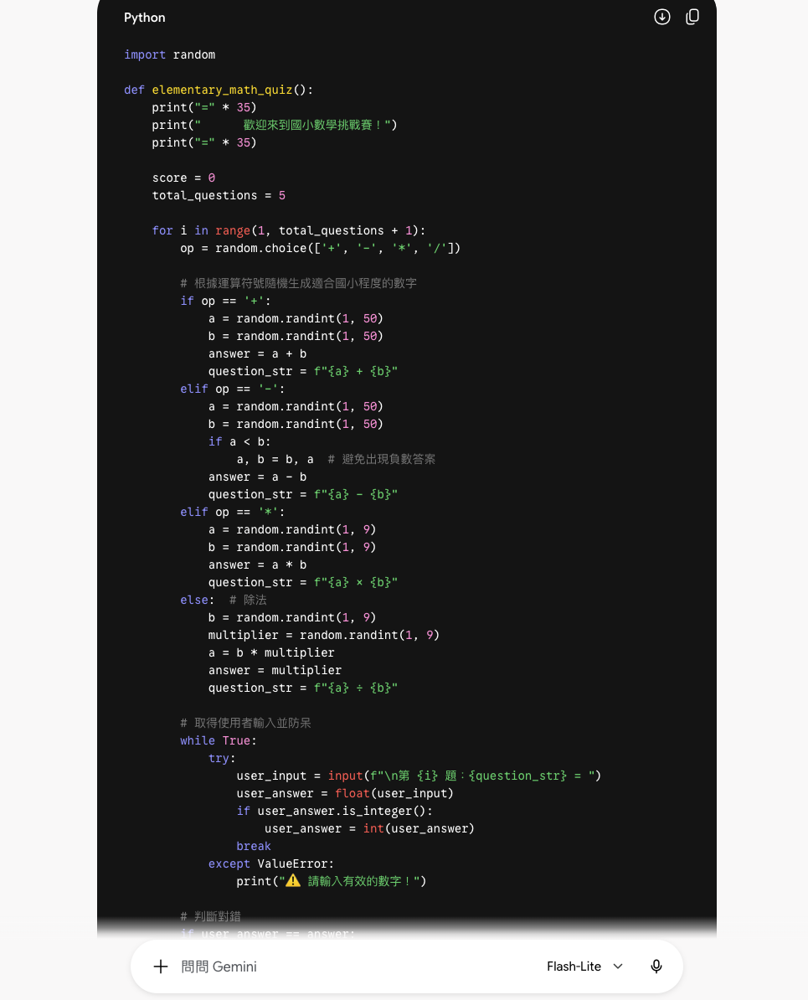 Python
import random
def elementary_math_quiz():
    print("=" * 35)
    print("      歡迎來到國小數學挑戰賽！")
    print("=" * 35)
    score = 0
    total_questions = 5
    for i in range(1, total_questions + 1):
        op = random.choice(['+', '-', '*', '/'])
        # 根據運算符號隨機生成適合國小程度的數字
        if op == '+':
            a = random.randint(1, 50)
            b = random.randint(1, 50)
            answer = a + b
            question_str = f"{a} + {b}"
        elif op == '-':
            a = random.randint(1, 50)
            b = random.randint(1, 50)
            if a < b:
                a, b = b, a  # 避免出現負數答案
            answer = a - b
            question_str = f"{a} - {b}"
        elif op == '*':
            a = random.randint(1, 9)
            b = random.randint(1, 9)
            answer = a * b
            question_str = f"{a} × {b}"
        else:  # 除法
            b = random.randint(1, 9)
            multiplier = random.randint(1, 9)
            a = b * multiplier
            answer = multiplier
            question_str = f"{a} ÷ {b}"
        # 取得使用者輸入並防呆
        while True:
            try:
                user_input = input(f"\n第 {i} 題：{question_str} = ")
                user_answer = float(user_input)
                if user_answer.is_integer():
                    user_answer = int(user_answer)
                break
            except ValueError:
                print("⚠️ 請輸入有效的數字！")
        # 判斷對錯
        if user_answer == answer:
問問 Gemini
Flash-Lite